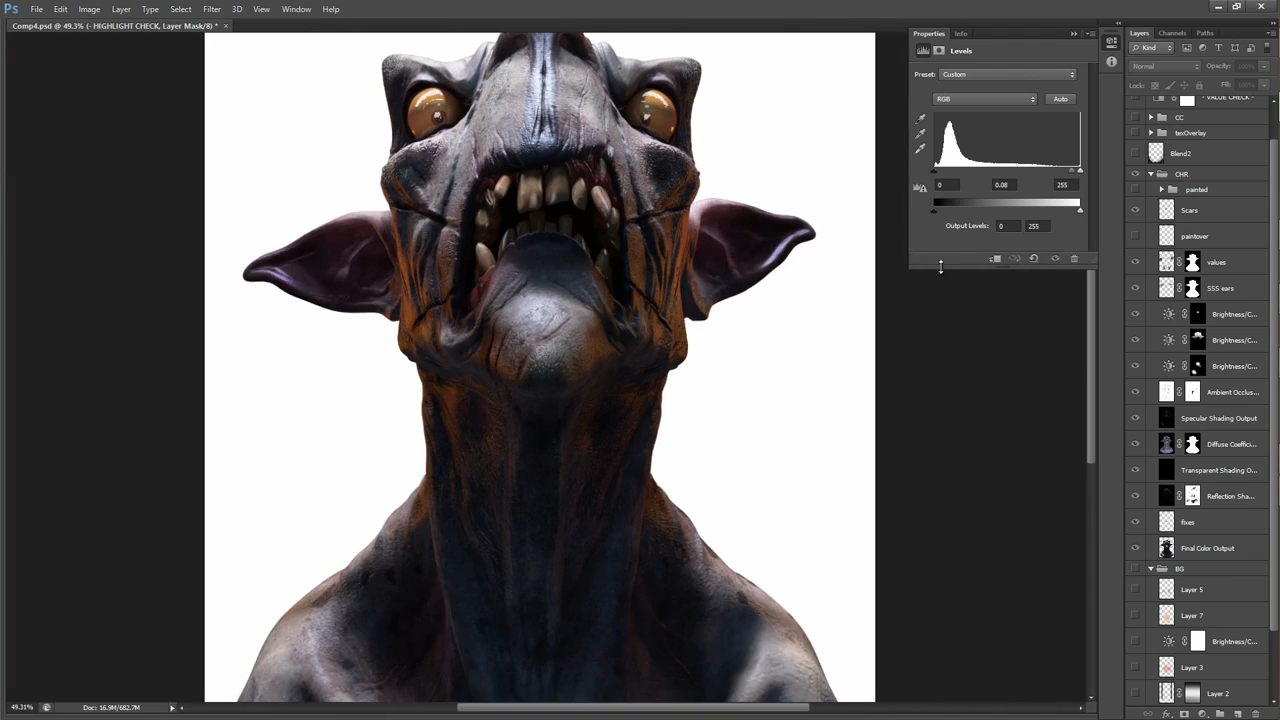 Ps File Edit Image Layer Type Select Filter 3D View Window Help
Comp4.psd @ 49.3% (- HIGHLIGHT CHECK, Layer Mask/8) * ×
Properties Info
Levels
Preset: Custom
RGB Auto
0 0.08 255
Output Levels: 0 255
Layers Channels Paths
Kind
Normal Opacity: 100%
Lock: Fill: 100%
* VALUE CHECK *
CC
texOverlay
Blend2
CHR
painted
Scars
paintover
values
SSS ears
Brightness/C...
Brightness/C...
Brightness/C...
Ambient Occlus...
Specular Shading Output
Diffuse Coeffici...
Transparent Shading O...
Reflection Sha...
fixes
Final Color Output
BG
Layer 5
Layer 7
Brightness/C...
Layer 3
Layer 2
49.31% Doc: 16.9M/682.7M